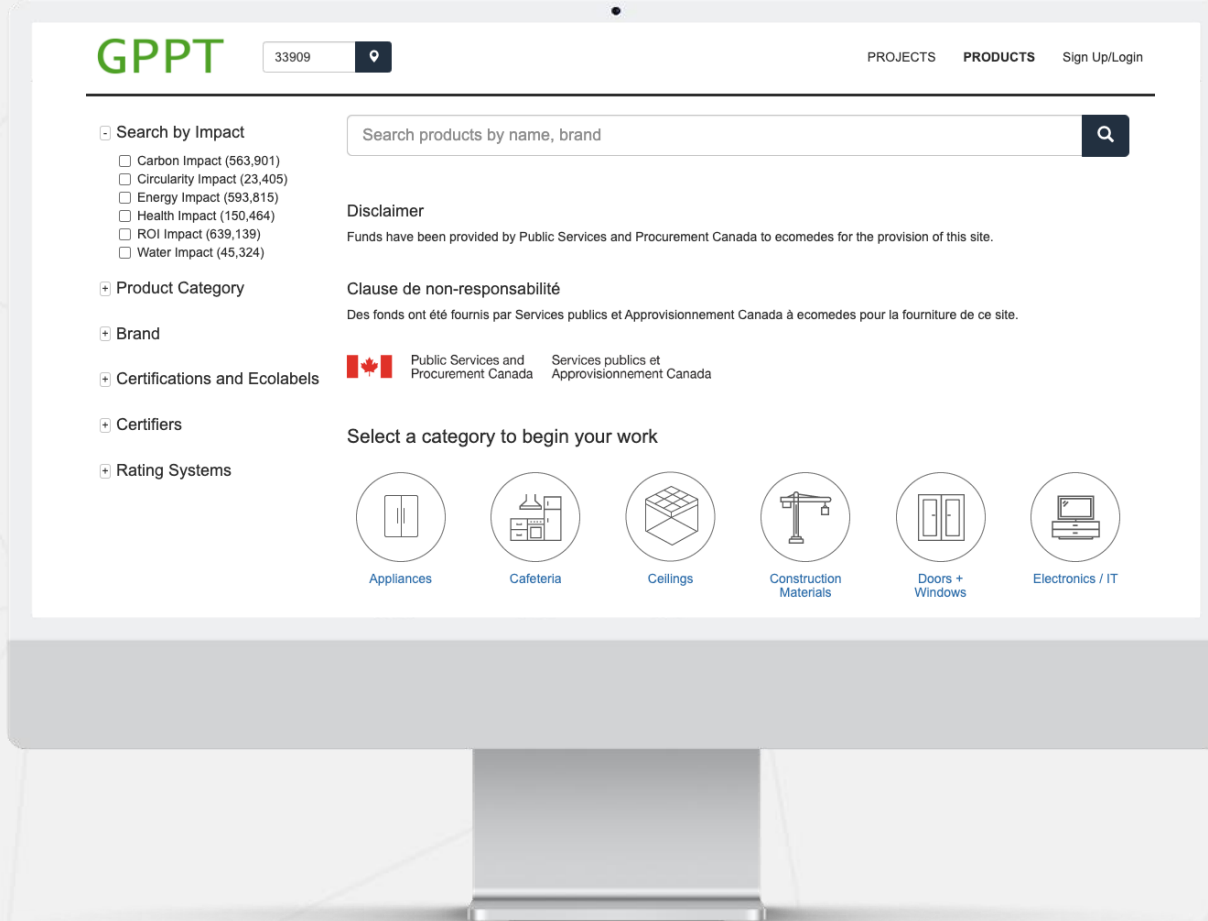 GPPT
33909
PROJECTS PRODUCTS Sign Up/Login
- Search by Impact
Carbon Impact (563,901)
Circularity Impact (23,405)
Energy Impact (593,815)
Health Impact (150,464)
ROI Impact (639,139)
Water Impact (45,324)
+ Product Category
+ Brand
+ Certifications and Ecolabels
+ Certifiers
+ Rating Systems
Search products by name, brand
Disclaimer
Funds have been provided by Public Services and Procurement Canada to ecomedes for the provision of this site.
Clause de non-responsabilité
Des fonds ont été fournis par Services publics et Approvisionnement Canada à ecomedes pour la fourniture de ce site.
Public Services and
Procurement Canada
Services publics et
Approvisionnement Canada
Select a category to begin your work
Appliances
Cafeteria
Ceilings
Construction
Materials
Doors +
Windows
Electronics / IT